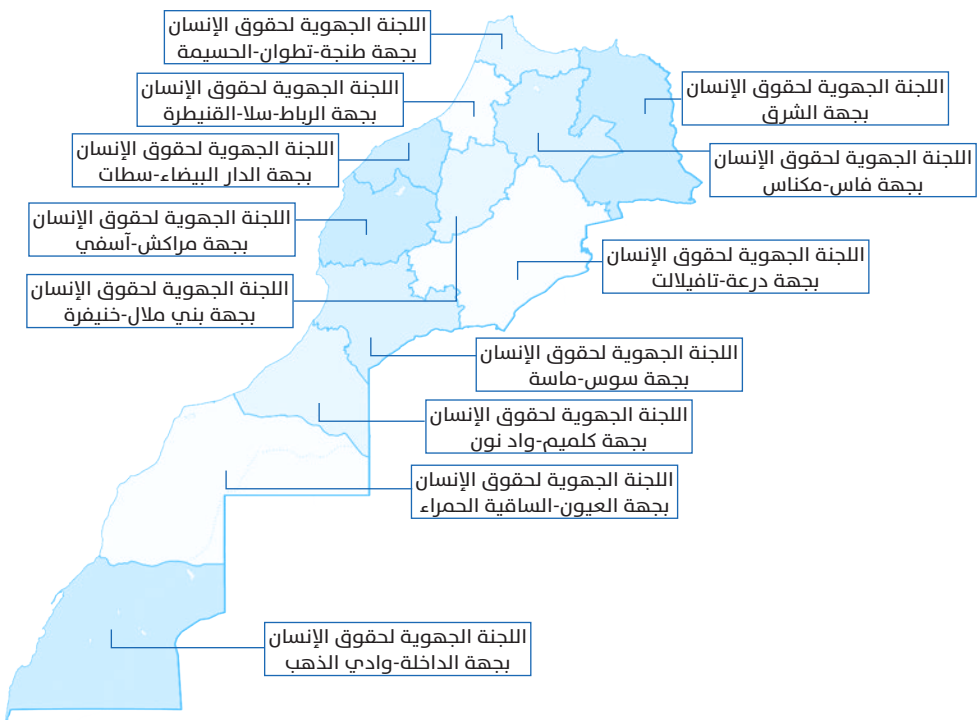 اللجنة الجهوية لحقوق الإنسان
بجهة طنجة-تطوان-الحسيمة
اللجنة الجهوية لحقوق الإنسان
بجهة الرباط-سلا-القنيطرة
اللجنة الجهوية لحقوق الإنسان
بجهة الشرق
اللجنة الجهوية لحقوق الإنسان
بجهة الدار البيضاء-سطات
اللجنة الجهوية لحقوق الإنسان
بجهة فاس-مكناس
اللجنة الجهوية لحقوق الإنسان
بجهة مراكش-آسفي
اللجنة الجهوية لحقوق الإنسان
بجهة درعة-تافيلالت
اللجنة الجهوية لحقوق الإنسان
بجهة بني ملال-خنيفرة
اللجنة الجهوية لحقوق الإنسان
بجهة سوس-ماسة
اللجنة الجهوية لحقوق الإنسان
بجهة كلميم-واد نون
اللجنة الجهوية لحقوق الإنسان
بجهة العيون-الساقية الحمراء
اللجنة الجهوية لحقوق الإنسان
بجهة الداخلة-وادي الذهب